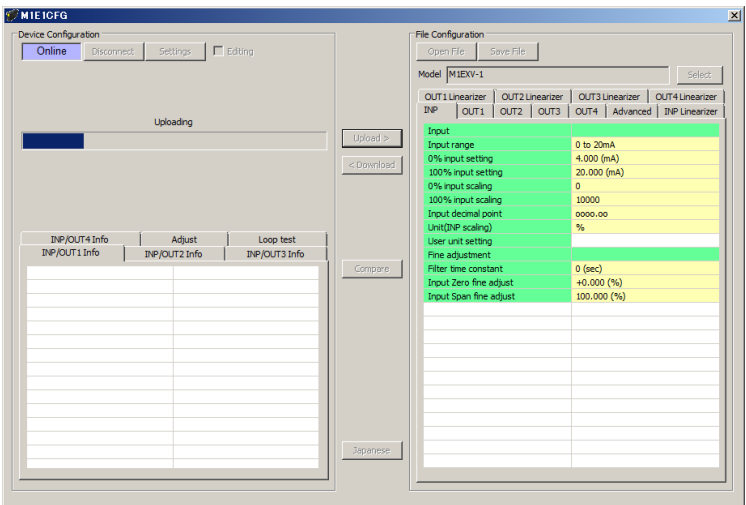 M1E1CFG
Device Configuration
Online Disconnect Settings Editing
Uploading
INP/OUT4 Info Adjust Loop test
INP/OUT1 Info INP/OUT2 Info INP/OUT3 Info
Upload >
< Download
Compare
Japanese
File Configuration
Open File Save File
Model M1EXV-1 Select
OUT1 Linearizer OUT2 Linearizer OUT3 Linearizer OUT4 Linearizer
INP OUT1 OUT2 OUT3 OUT4 Advanced INP Linearizer
Input
Input range 0 to 20mA
0% input setting 4.000 (mA)
100% input setting 20.000 (mA)
0% input scaling 0
100% input scaling 10000
Input decimal point oooo.oo
Unit(INP scaling) %
User unit setting
Fine adjustment
Filter time constant 0 (sec)
Input Zero fine adjust +0.000 (%)
Input Span fine adjust 100.000 (%)